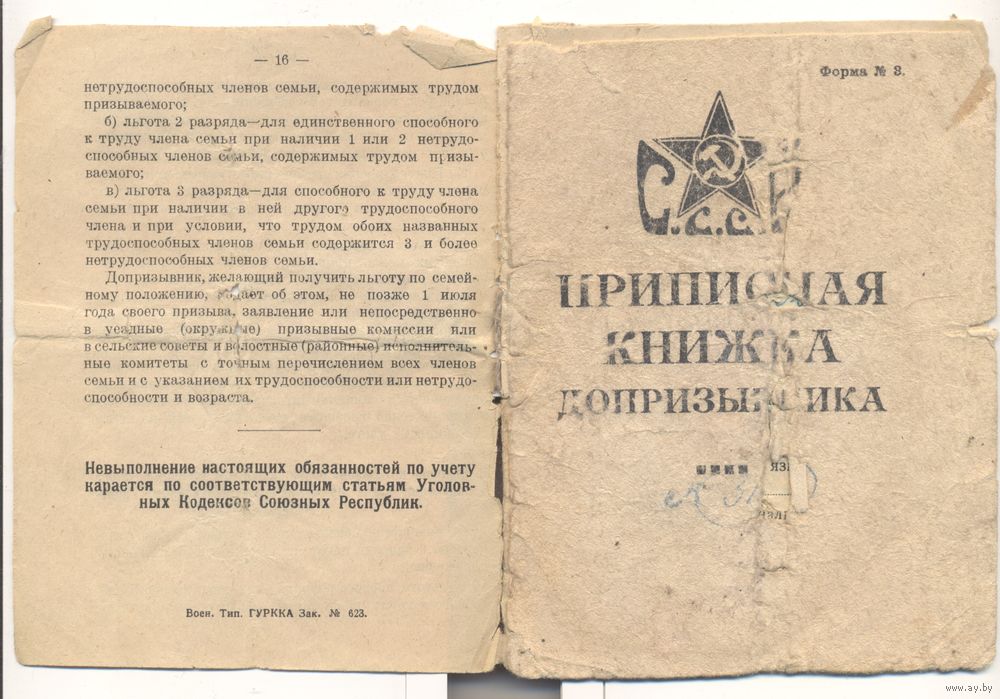 — 16 —
нетрудоспособных членов семьи, содержимых трудом
призываемого;
б) льгота 2 разряда—для единственного способного
к труду члена семьи при наличии 1 или 2 нетрудо-
способных членов семьи, содержимых трудом призы-
ваемого;
в) льгота 3 разряда—для способного к труду члена
семьи при наличии в ней другого трудоспособного
члена и при условии, что трудом обоих названных
трудоспособных членов семьи содержится 3 и более
нетрудоспособных членов семьи.
Допризывник, желающий получить льготу по семей-
ному положению, подает об этом, не позже 1 июля
года своего призыва, заявление или непосредственно
в уездные (окружные) призывные комиссии или
в сельские советы и волостные (районные) исполнитель-
ные комитеты с точным перечислением всех членов
семьи и с указанием их трудоспособности или нетрудо-
способности и возраста.
Невыполнение настоящих обязанностей по учету
карается по соответствующим статьям Уголов-
ных Кодексов Союзных Республик.
Воен. Тип. ГУРККА Зак. № 623.
Форма № 3.
С.С.С.Р
ПРИПИСНАЯ
КНИЖКА
ДОПРИЗЫВНИКА
www.ay.by